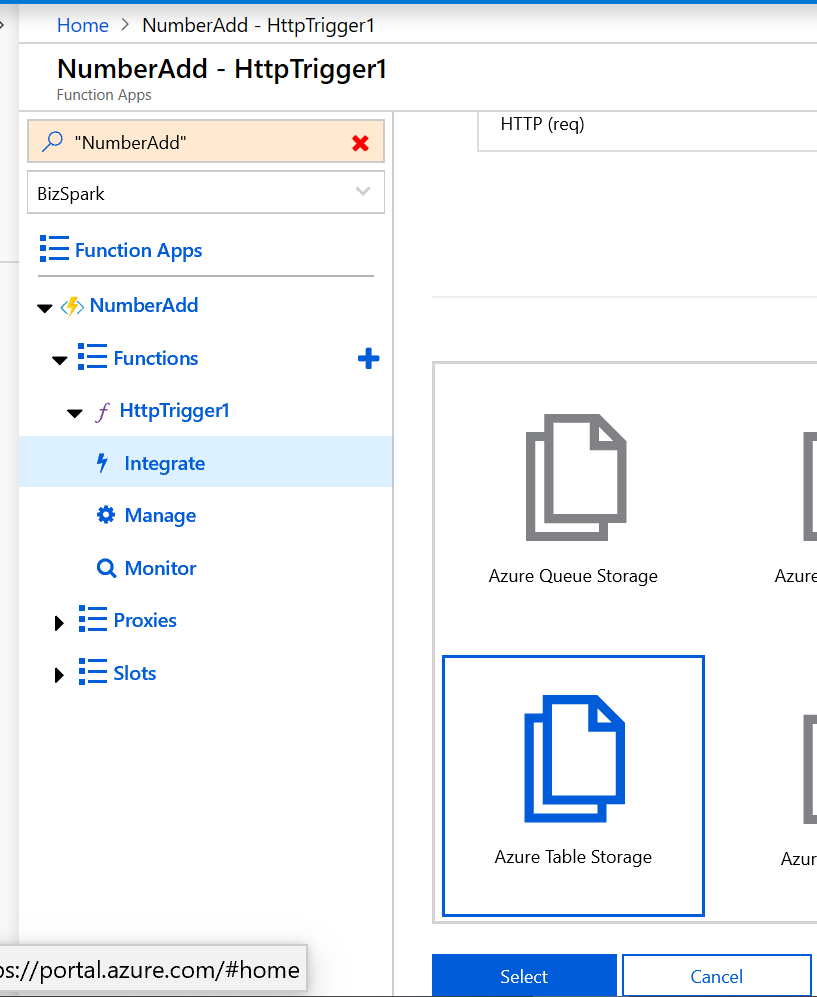 Home > NumberAdd - HttpTrigger1
NumberAdd - HttpTrigger1
Function Apps
"NumberAdd"
BizSpark
Function Apps
NumberAdd
Functions
HttpTrigger1
Integrate
Manage
Monitor
Proxies
Slots
HTTP (req)
Azure Queue Storage
Azure
Azure Table Storage
Azur
Select
Cancel
os://portal.azure.com/#home